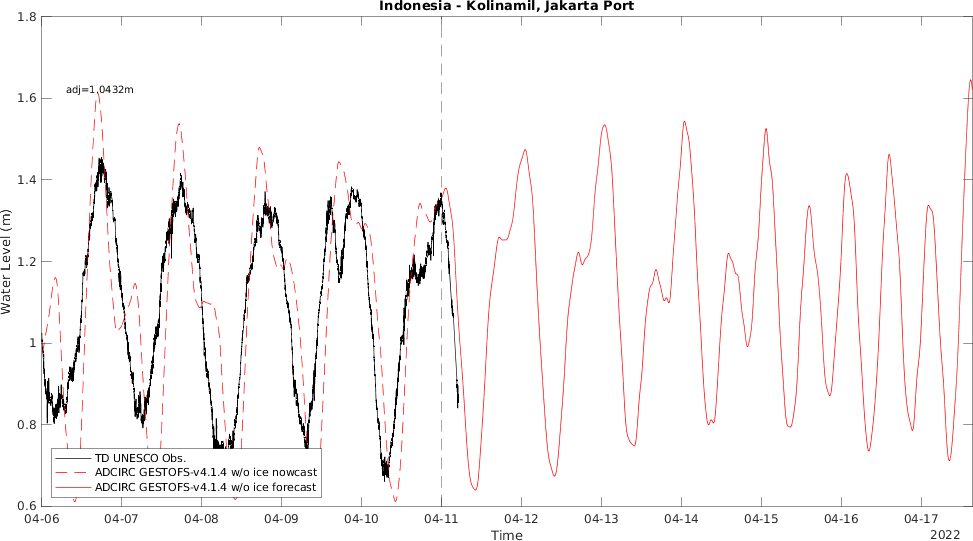 Indonesia - Kolinamil, Jakarta Port
1.8
1.6
1.4
1.2
1
0.8
0.6
Water Level (m)
adj=1.0432m
TD UNESCO Obs.
ADCIRC GESTOFS-v4.1.4 w/o ice nowcast
ADCIRC GESTOFS-v4.1.4 w/o ice forecast
04-06 04-07 04-08 04-09 04-10 04-11 04-12 04-13 04-14 04-15 04-16 04-17
Time
2022